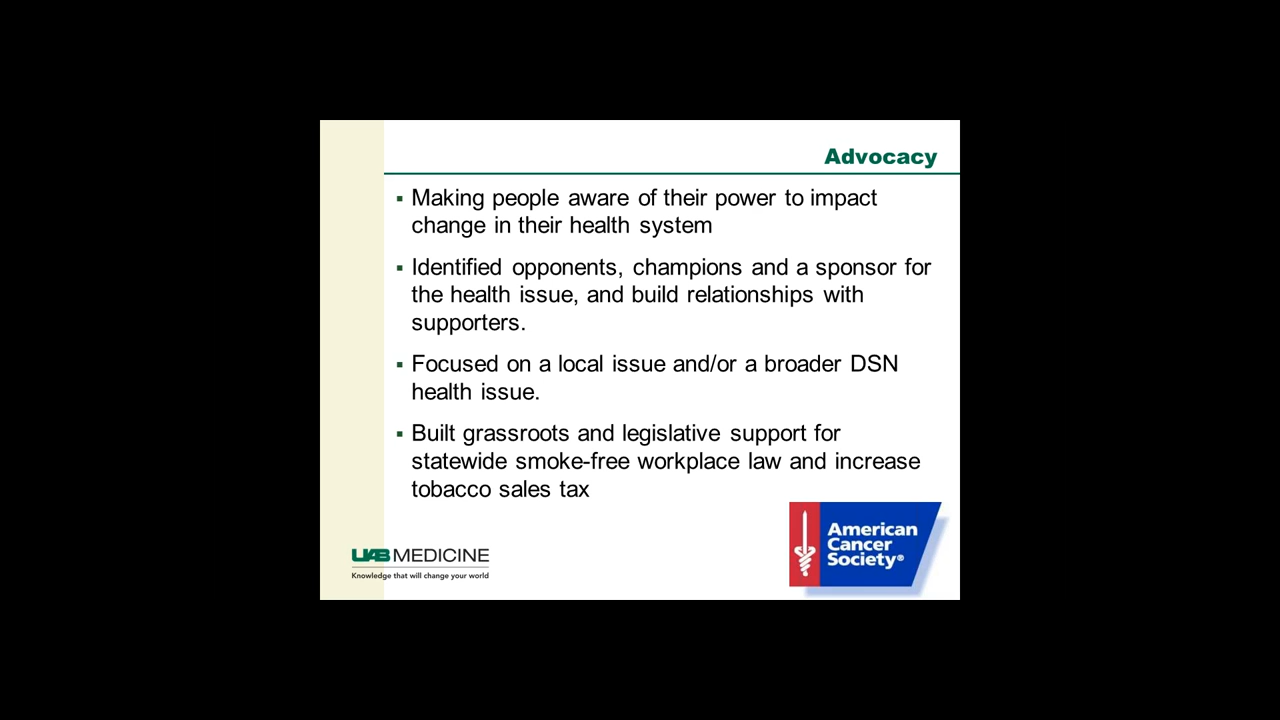 Advocacy
▪ Making people aware of their power to impact
change in their health system
▪ Identified opponents, champions and a sponsor for
the health issue, and build relationships with
supporters.
▪ Focused on a local issue and/or a broader DSN
health issue.
▪ Built grassroots and legislative support for
statewide smoke-free workplace law and increase
tobacco sales tax
UAB MEDICINE
Knowledge that will change your world
American
Cancer
Society®